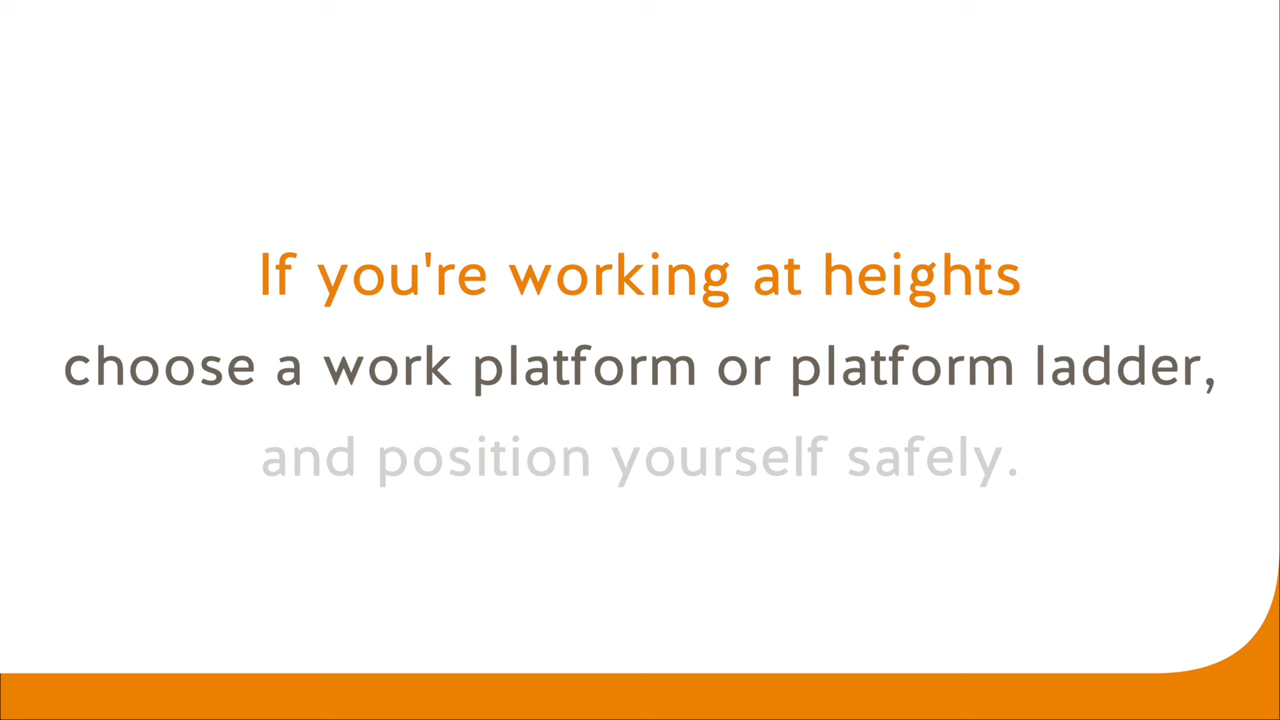 If you're working at heights
choose a work platform or platform ladder,
and position yourself safely.